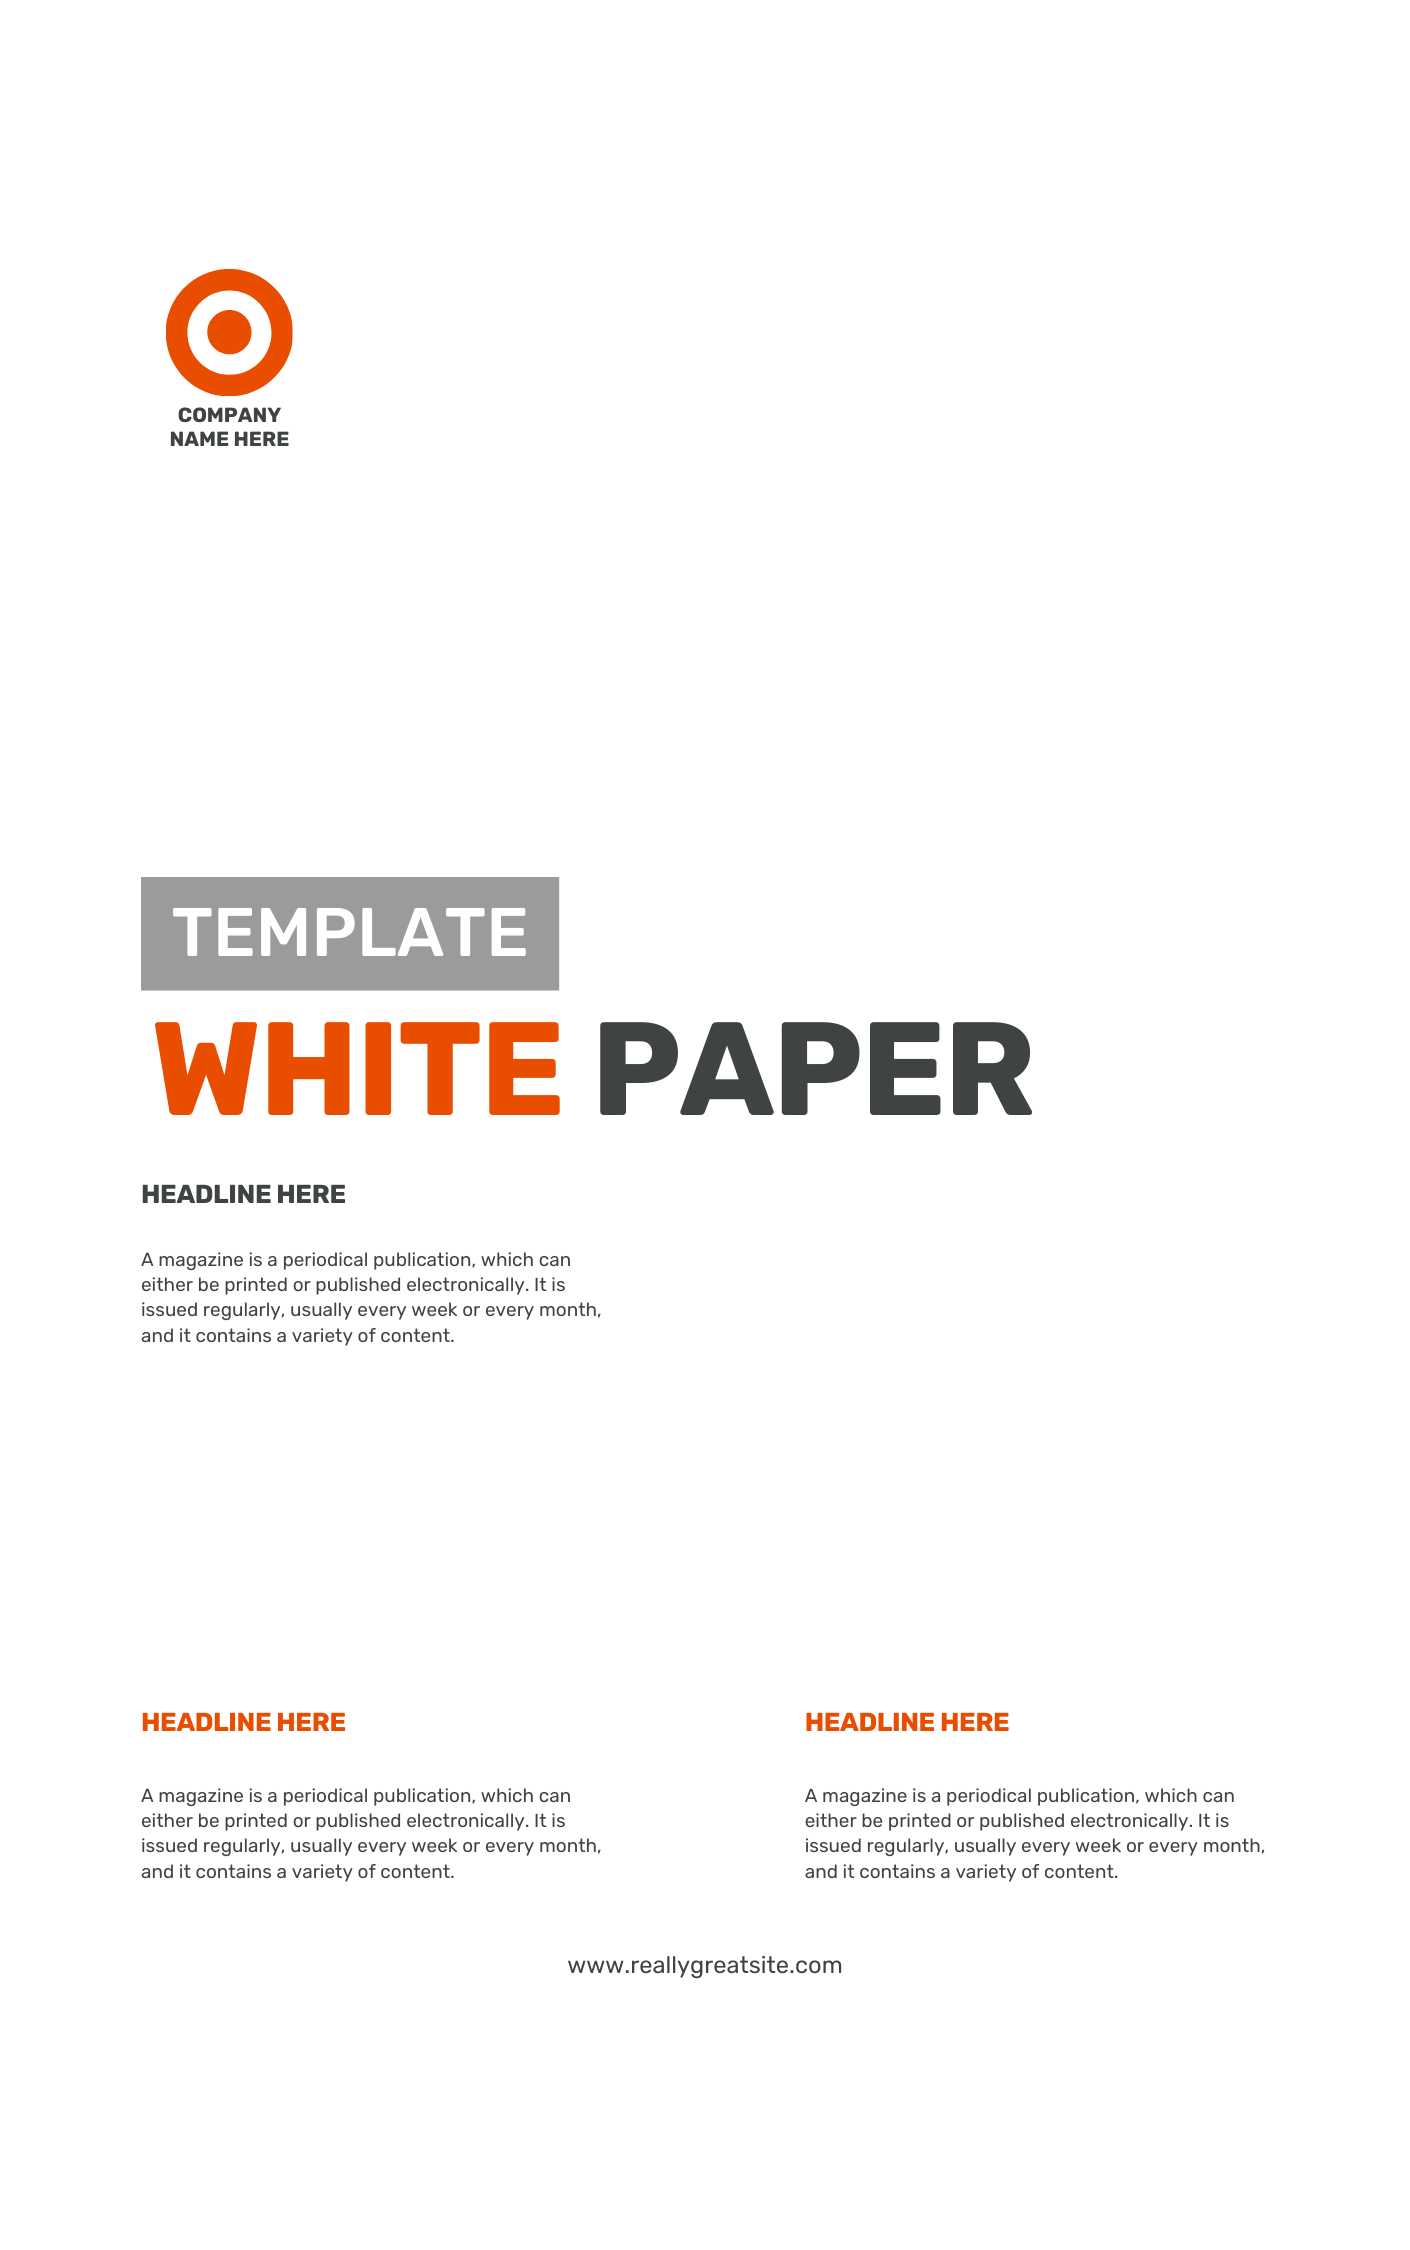 COMPANY
NAME HERE
TEMPLATE
WHITE PAPER
HEADLINE HERE
A magazine is a periodical publication, which can
either be printed or published electronically. It is
issued regularly, usually every week or every month,
and it contains a variety of content.
HEADLINE HERE
A magazine is a periodical publication, which can
either be printed or published electronically. It is
issued regularly, usually every week or every month,
and it contains a variety of content.
HEADLINE HERE
A magazine is a periodical publication, which can
either be printed or published electronically. It is
issued regularly, usually every week or every month,
and it contains a variety of content.
www.reallygreatsite.com